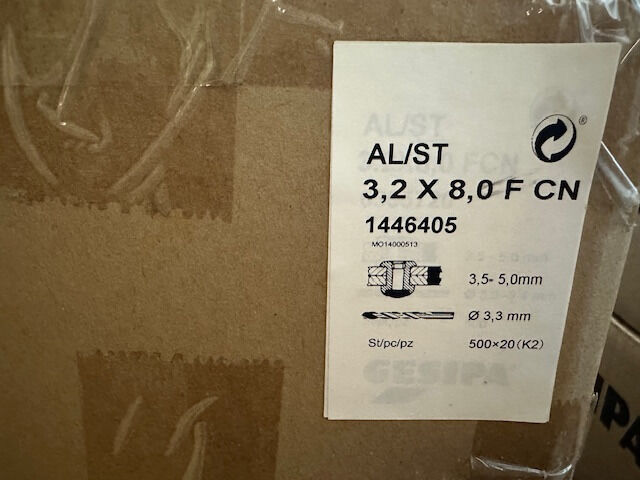 ®
AL/ST
3,2 X 8,0 F CN
1446405
MO14000513
3,5- 5,0mm
Ø 3,3 mm
St/pc/pz 500×20(K2)
GESIPA
IPA